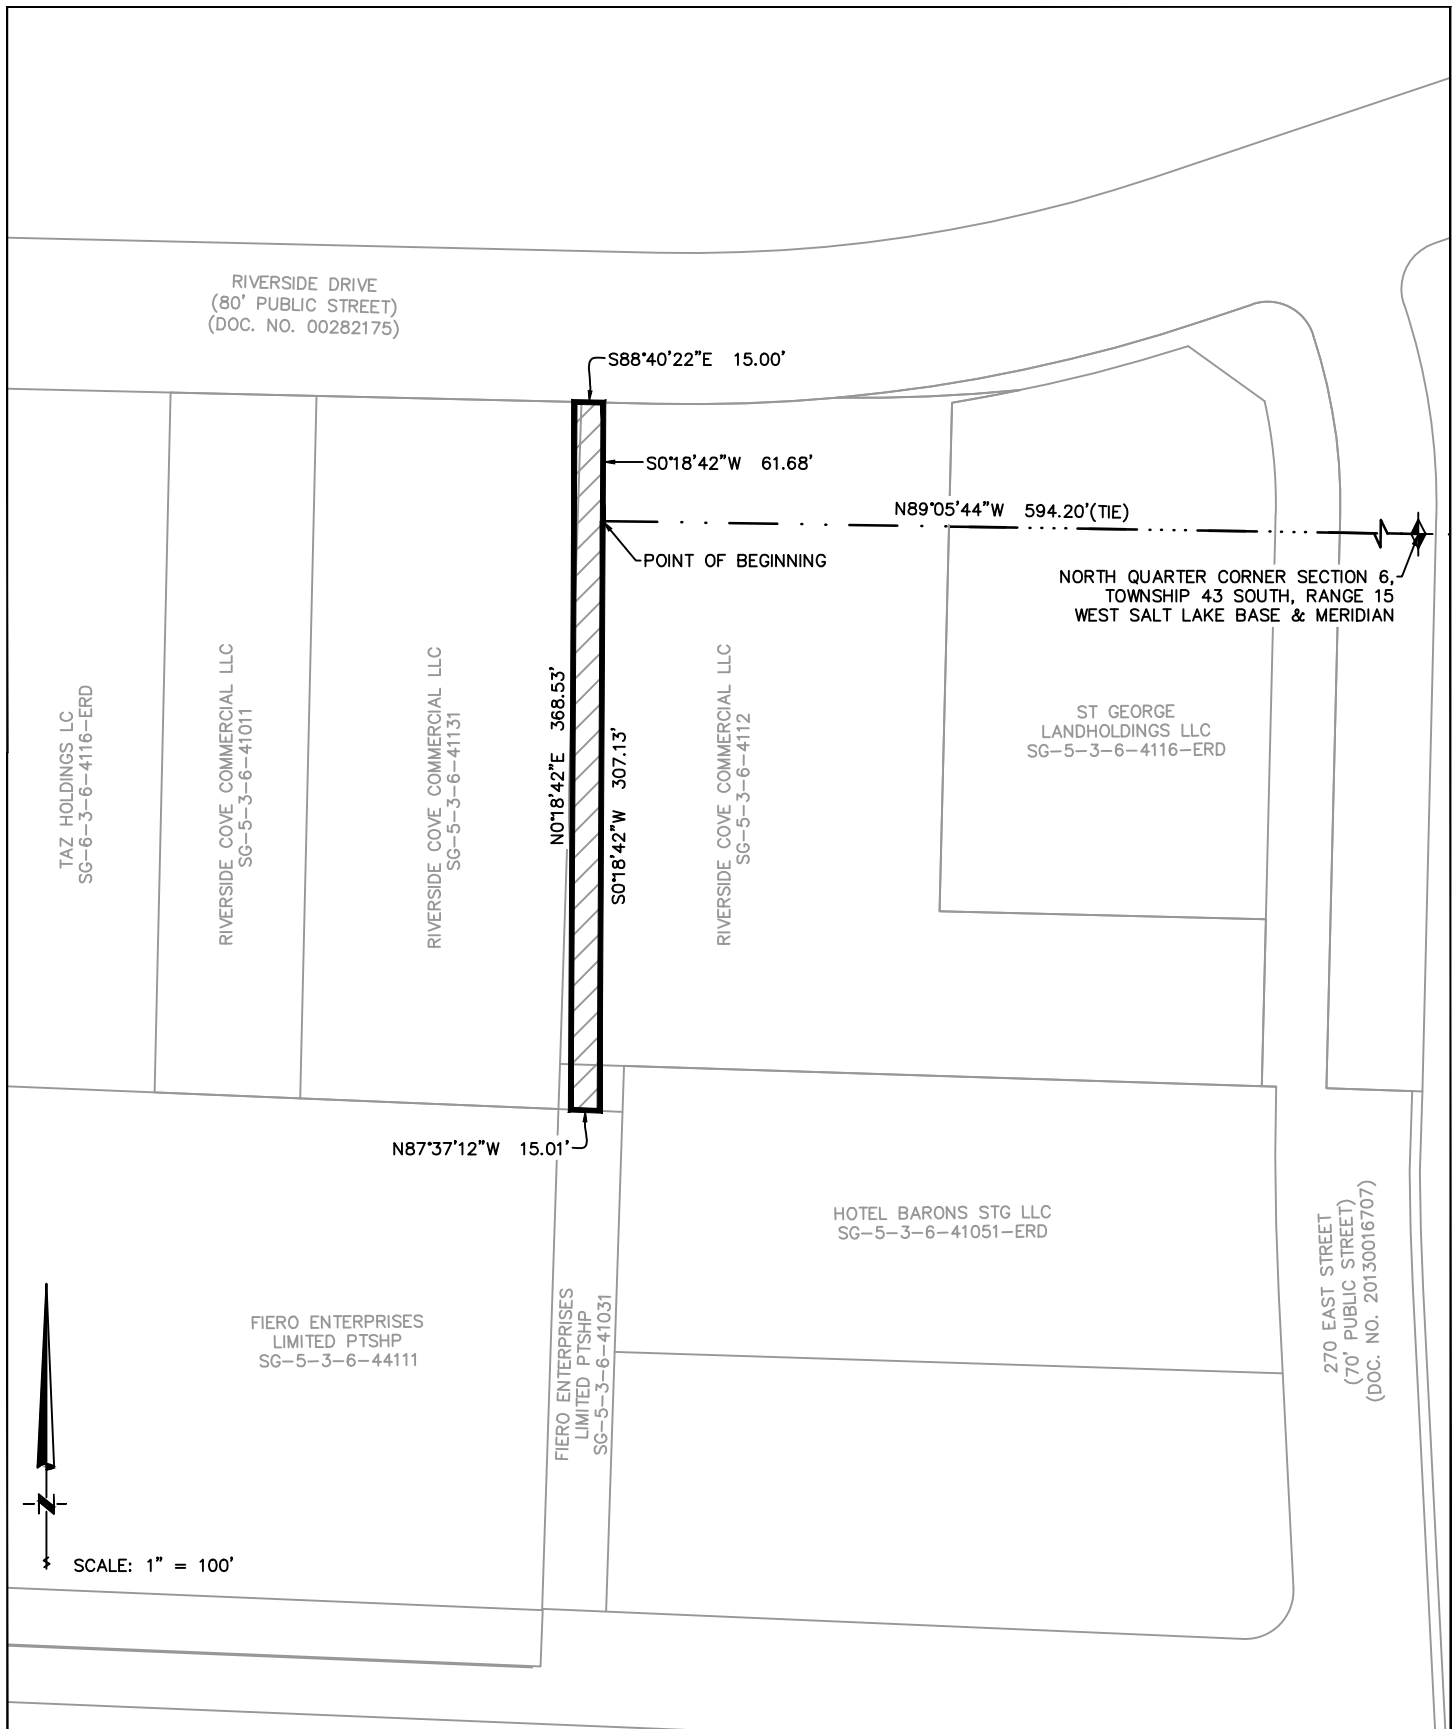 RIVERSIDE DRIVE
(80' PUBLIC STREET)
(DOC. NO. 00282175)
S88°40'22"E 15.00'
S0°18'42"W 61.68'
N89°05'44"W 594.20'(TIE)
POINT OF BEGINNING
NORTH QUARTER CORNER SECTION 6,
TOWNSHIP 43 SOUTH, RANGE 15
WEST SALT LAKE BASE & MERIDIAN
TAZ HOLDINGS LC
SG-6-3-6-4116-ERD
RIVERSIDE COVE COMMERCIAL LLC
SG-5-3-6-41011
RIVERSIDE COVE COMMERCIAL LLC
SG-5-3-6-41131
N0°18'42"E 368.53'
S0°18'42"W 307.13'
RIVERSIDE COVE COMMERCIAL LLC
SG-5-3-6-4112
ST GEORGE
LANDHOLDINGS LLC
SG-5-3-6-4116-ERD
N87°37'12"W 15.01'
HOTEL BARONS STG LLC
SG-5-3-6-41051-ERD
270 EAST STREET
(70' PUBLIC STREET)
(DOC. NO. 20130016707)
FIERO ENTERPRISES
LIMITED PTSHP
SG-5-3-6-44111
FIERO ENTERPRISES
LIMITED PTSHP
SG-5-3-6-41031
N
SCALE: 1" = 100'